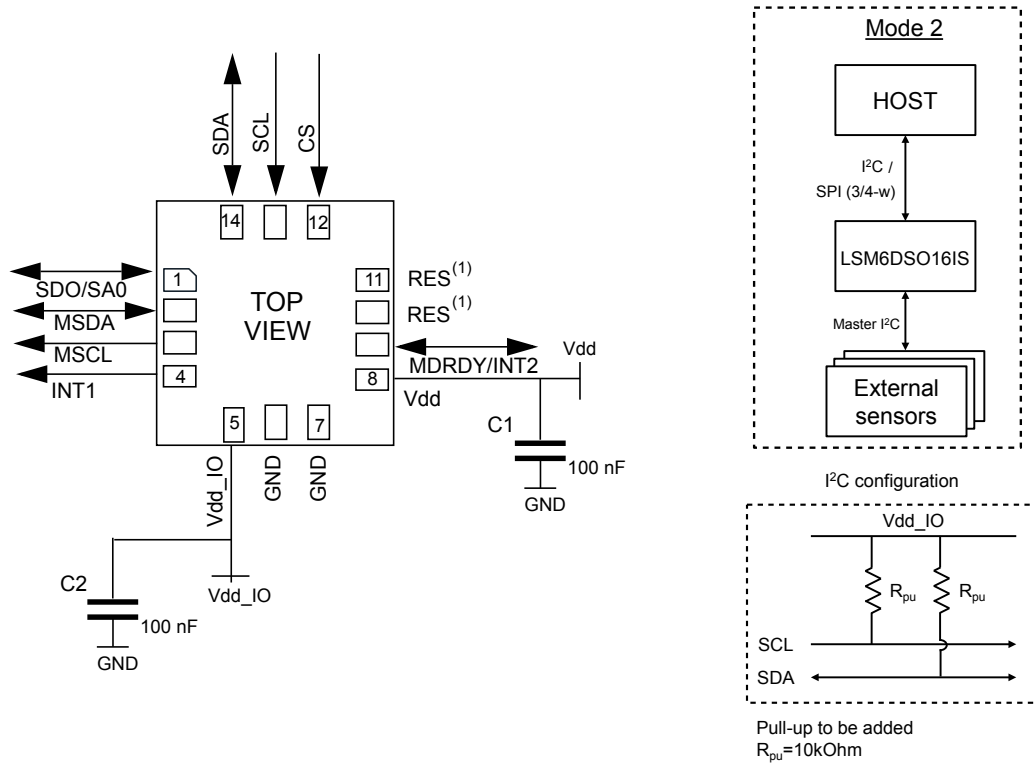 SDA
SCL
CS
14
12
1
11
RES(1)
SDO/SA0
TOP
VIEW
RES(1)
MSDA
MSCL
MDRDY/INT2
Vdd
4
8
INT1
Vdd
5
7
C1
100 nF
GND
Vdd_IO
GND
GND
C2
100 nF
GND
Vdd_IO
Mode 2
HOST
I²C /
SPI (3/4-w)
LSM6DSO16IS
Master I²C
External
sensors
I²C configuration
Vdd_IO
Rpu
Rpu
SCL
SDA
Pull-up to be added
Rpu=10kOhm